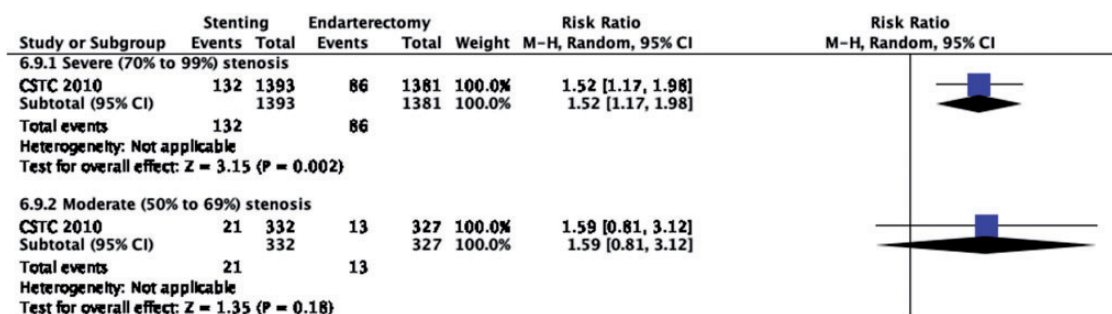 Stenting Endarterectomy Risk Ratio Risk Ratio
Study or Subgroup Events Total Events Total Weight M-H, Random, 95% CI M-H, Random, 95% CI
6.9.1 Severe (70% to 99%) stenosis
CSTC 2010 132 1393 86 1381 100.0% 1.52 [1.17, 1.98]
Subtotal (95% CI) 1393 1381 100.0% 1.52 [1.17, 1.98]
Total events 132 86
Heterogeneity: Not applicable
Test for overall effect: Z = 3.15 (P = 0.002)
6.9.2 Moderate (50% to 69%) stenosis
CSTC 2010 21 332 13 327 100.0% 1.59 [0.81, 3.12]
Subtotal (95% CI) 332 327 100.0% 1.59 [0.81, 3.12]
Total events 21 13
Heterogeneity: Not applicable
Test for overall effect: Z = 1.35 (P = 0.18)